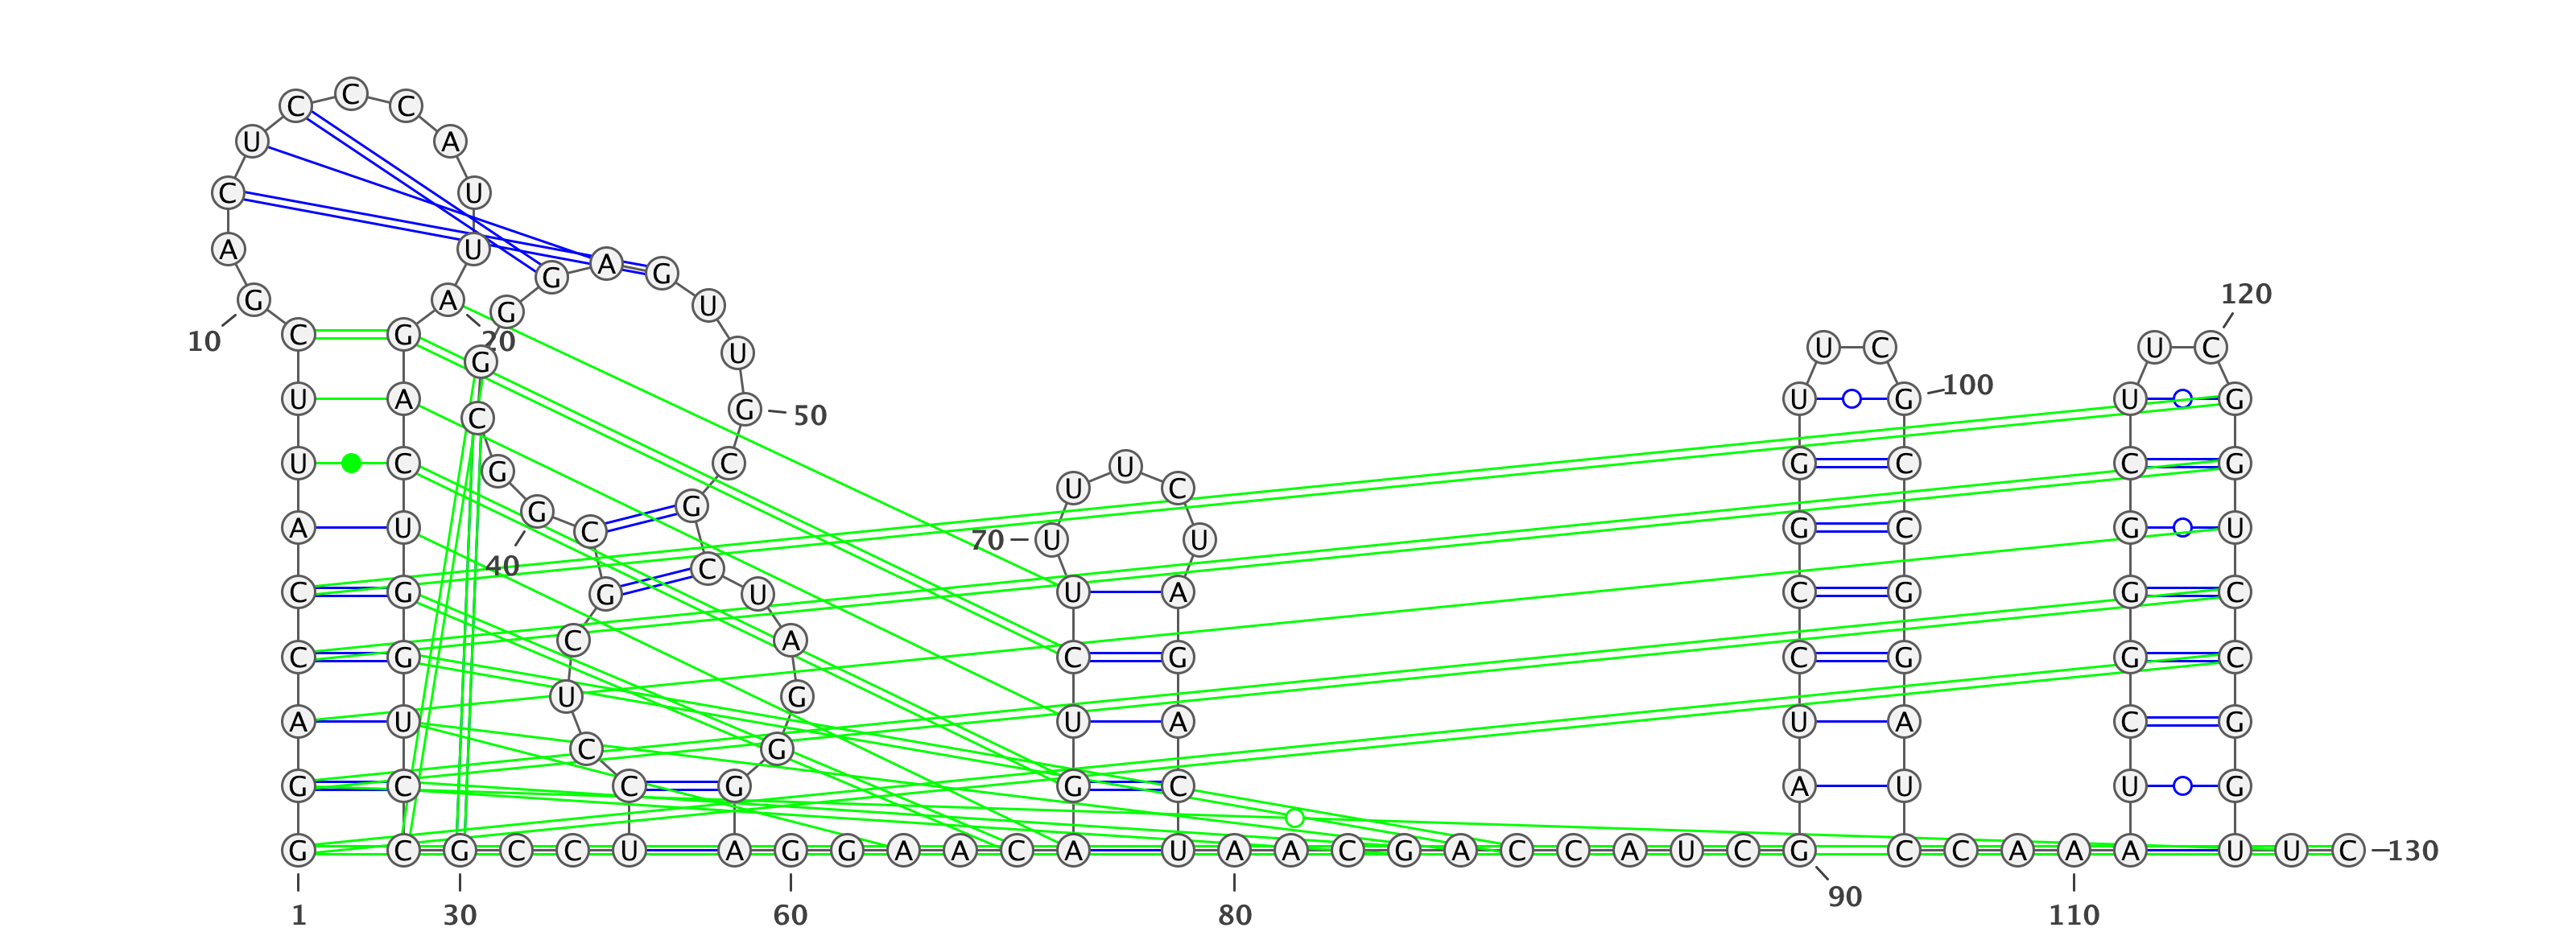 C
C C
U A
C U
A U
G A G
120
G A U
G
C G U C U C
10 20
U
G
100
U A U G U G
G 50
C
U C C G C C G
U
G
U C
G
G
A U C G C G U
70 U U
40 C
C G G U U A C G G C
C A
C G C G C G G C
U G
A U U A U A C G
C G
G C C G G C A U U G
G C G C C U A G G A A C A U A A C G A C C A U C G C C A A A A U U C 130
90
1 30 60 80 110